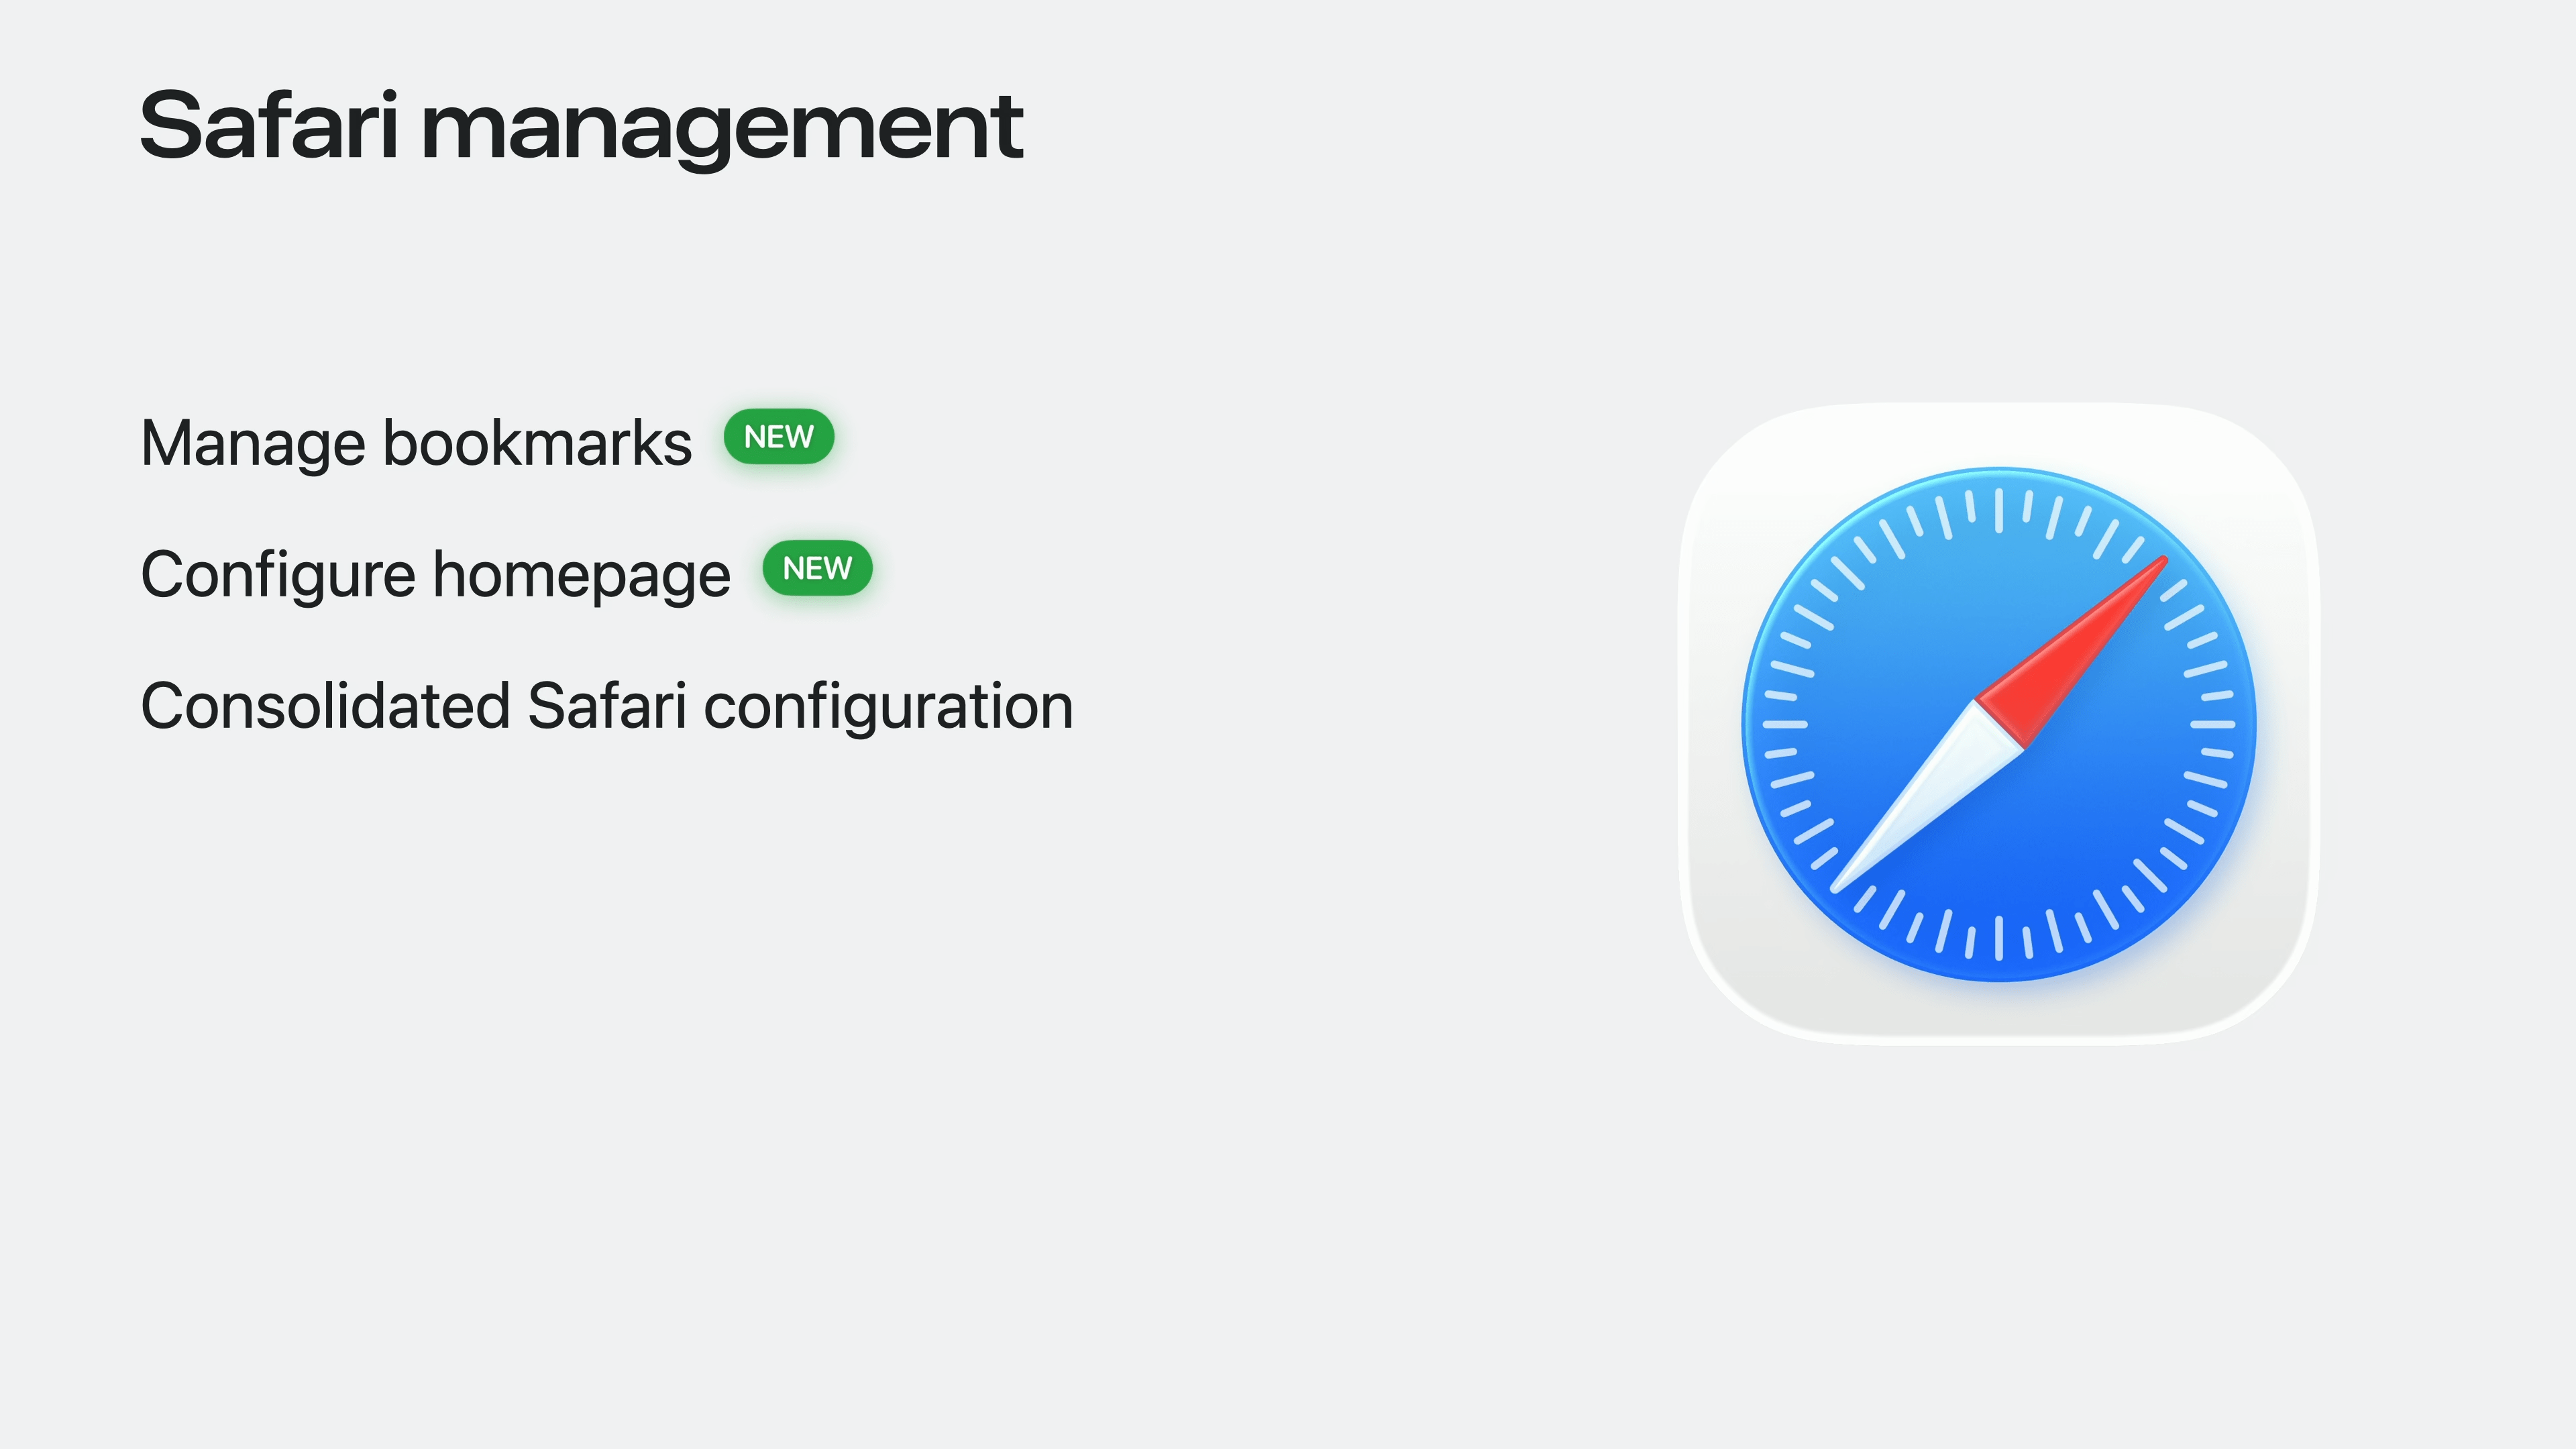 Safari management
Manage bookmarks NEW
Configure homepage NEW
Consolidated Safari configuration